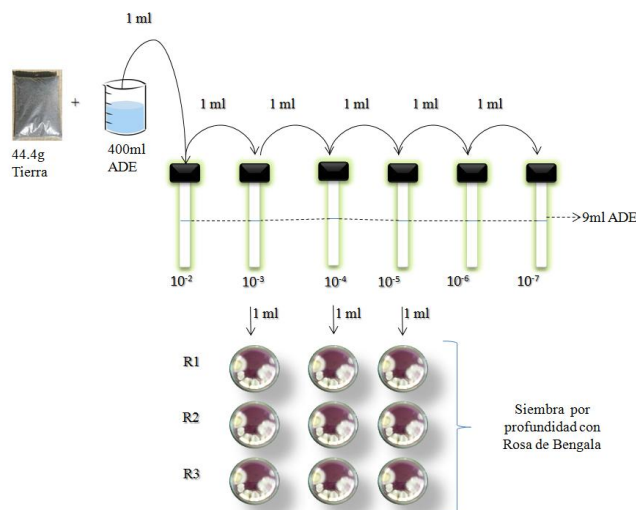 1 ml
1 ml
1 ml
1 ml
1 ml
1 ml
+
44.4g
Tierra
400ml
ADE
9ml ADE
10⁻²
10⁻³
10⁻⁴
10⁻⁵
10⁻⁶
10⁻⁷
1 ml
1 ml
1 ml
R1
R2
R3
Siembra por
profundidad con
Rosa de Bengala